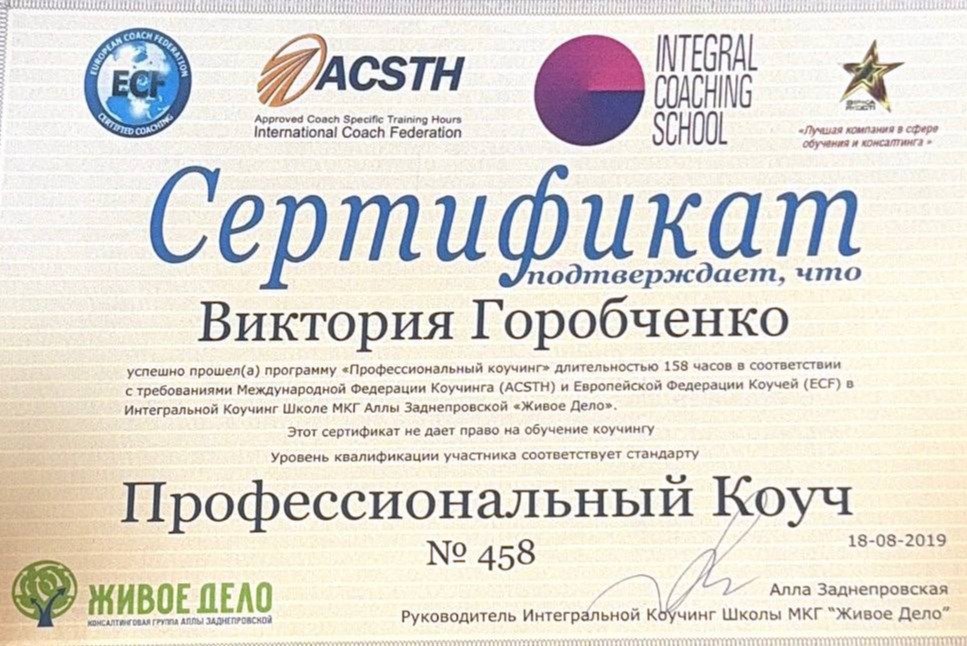 EUROPEAN COACH FEDERATION
ECF
CERTIFIED COACHING
ACSTH
Approved Coach Specific Training Hours
International Coach Federation
INTEGRAL
COACHING
SCHOOL
«Лучшая компания в сфере
обучения и консалтинга »
Сертификат
подтверждает, что
Виктория Горобченко
успешно прошел(а) программу «Профессиональный коучинг» длительностью 158 часов в соответствии
с требованиями Международной Федерации Коучинга (ACSTH) и Европейской Федерации Коучей (ECF) в
Интегральной Коучинг Школе МКГ Аллы Заднепровской «Живое Дело».
Этот сертификат не дает право на обучение коучингу
Уровень квалификации участника соответствует стандарту
Профессиональный Коуч
№ 458
18-08-2019
ЖИВОЕ ДЕЛО
КОНСАЛТИНГОВАЯ ГРУППА АЛЛЫ ЗАДНЕПРОВСКОЙ
Алла Заднепровская
Руководитель Интегральной Коучинг Школы МКГ "Живое Дело"